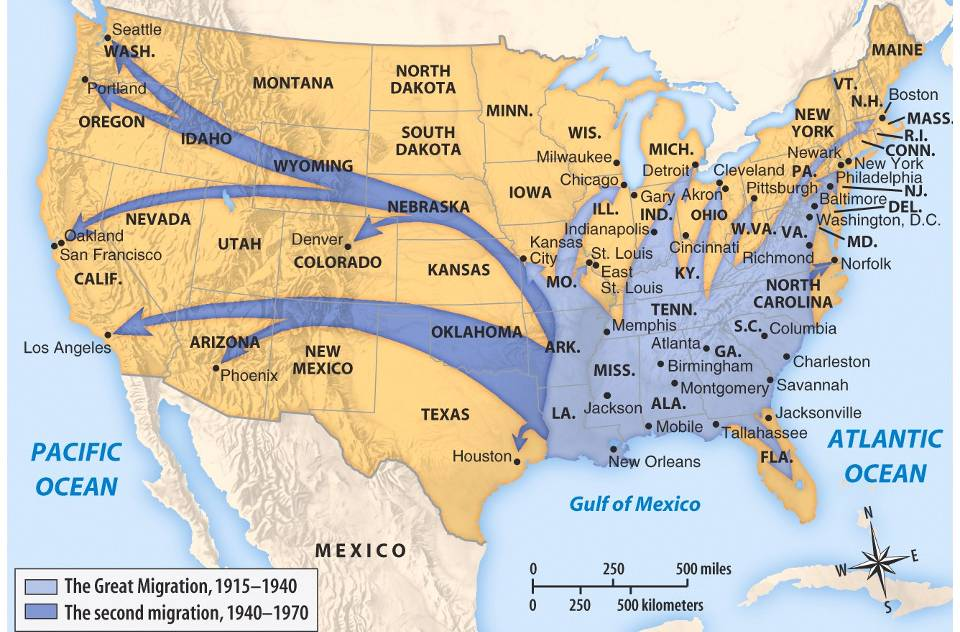 Seattle
WASH.
Portland
OREGON
IDAHO
MONTANA
WYOMING
NORTH
DAKOTA
SOUTH
DAKOTA
NEBRASKA
MINN.
WIS.
IOWA
MICH.
Milwaukee
Chicago
Detroit
Gary
Akron
Cleveland
Pittsburgh
MAINE
VT.
N.H.
Boston
MASS.
R.I.
CONN.
NEW
YORK
Newark
New York
PA.
Philadelphia
NJ.
Baltimore
DEL.
Washington, D.C.
MD.
ILL.
IND.
OHIO
W.VA.
VA.
Indianapolis
Cincinnati
Richmond
Norfolk
NEVADA
Oakland
San Francisco
CALIF.
UTAH
Denver
COLORADO
KANSAS
Kansas
City
MO.
St. Louis
East
St. Louis
KY.
NORTH
CAROLINA
TENN.
Los Angeles
ARIZONA
Phoenix
NEW
MEXICO
OKLAHOMA
ARK.
Memphis
S.C.
Columbia
Atlanta
GA.
MISS.
Birmingham
Charleston
Montgomery
Savannah
TEXAS
LA.
Jackson
ALA.
Jacksonville
Mobile
Tallahassee
Houston
New Orleans
FLA.
PACIFIC
OCEAN
ATLANTIC
OCEAN
Gulf of Mexico
MEXICO
N
E
W
S
0 250 500 miles
0 250 500 kilometers
The Great Migration, 1915–1940
The second migration, 1940–1970